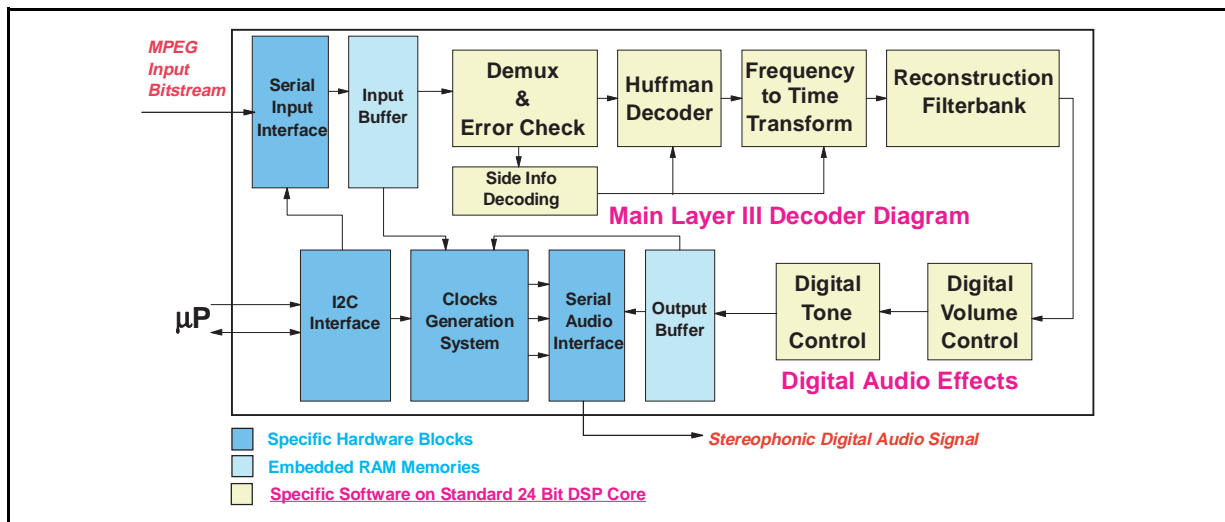 MPEG
Input
Bitstream
Serial
Input
Interface
Input
Buffer
Demux
&
Error Check
Huffman
Decoder
Frequency
to Time
Transform
Reconstruction
Filterbank
Side Info
Decoding
Main Layer III Decoder Diagram
μP
I2C
Interface
Clocks
Generation
System
Serial
Audio
Interface
Output
Buffer
Digital
Tone
Control
Digital
Volume
Control
Digital Audio Effects
Specific Hardware Blocks
Stereophonic Digital Audio Signal
Embedded RAM Memories
Specific Software on Standard 24 Bit DSP Core